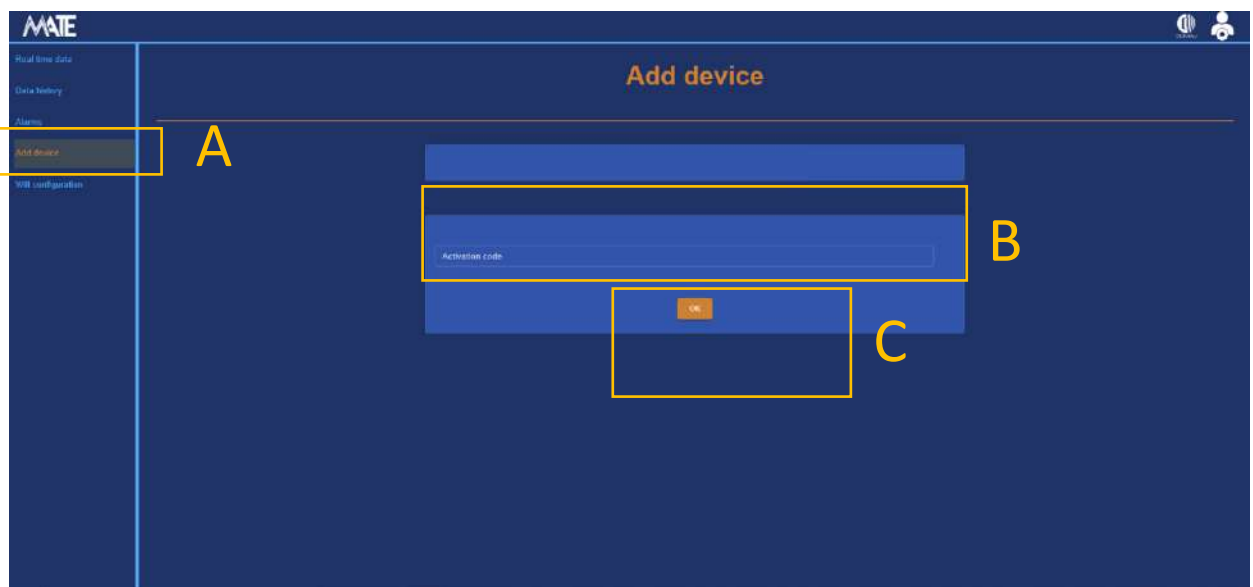 MATE
Real time data
Data history
Alarms
Add device
Wifi configuration
Add device
A
B
Activation code
OK
C